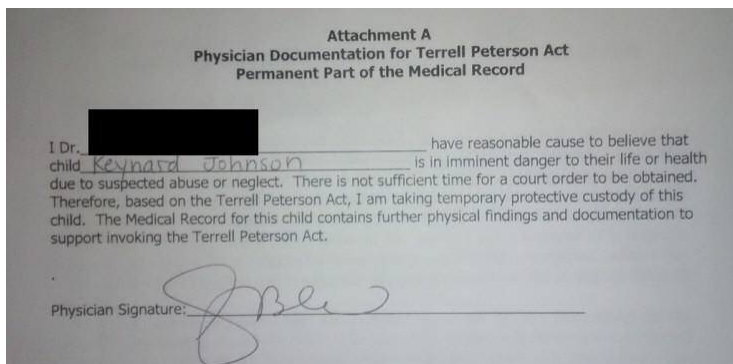 Attachment A
Physician Documentation for Terrell Peterson Act
Permanent Part of the Medical Record
I Dr. have reasonable cause to believe that
child Keynard Johnson is in imminent danger to their life or health
due to suspected abuse or neglect. There is not sufficient time for a court order to be obtained.
Therefore, based on the Terrell Peterson Act, I am taking temporary protective custody of this
child. The Medical Record for this child contains further physical findings and documentation to
support invoking the Terrell Peterson Act.
Physician Signature: